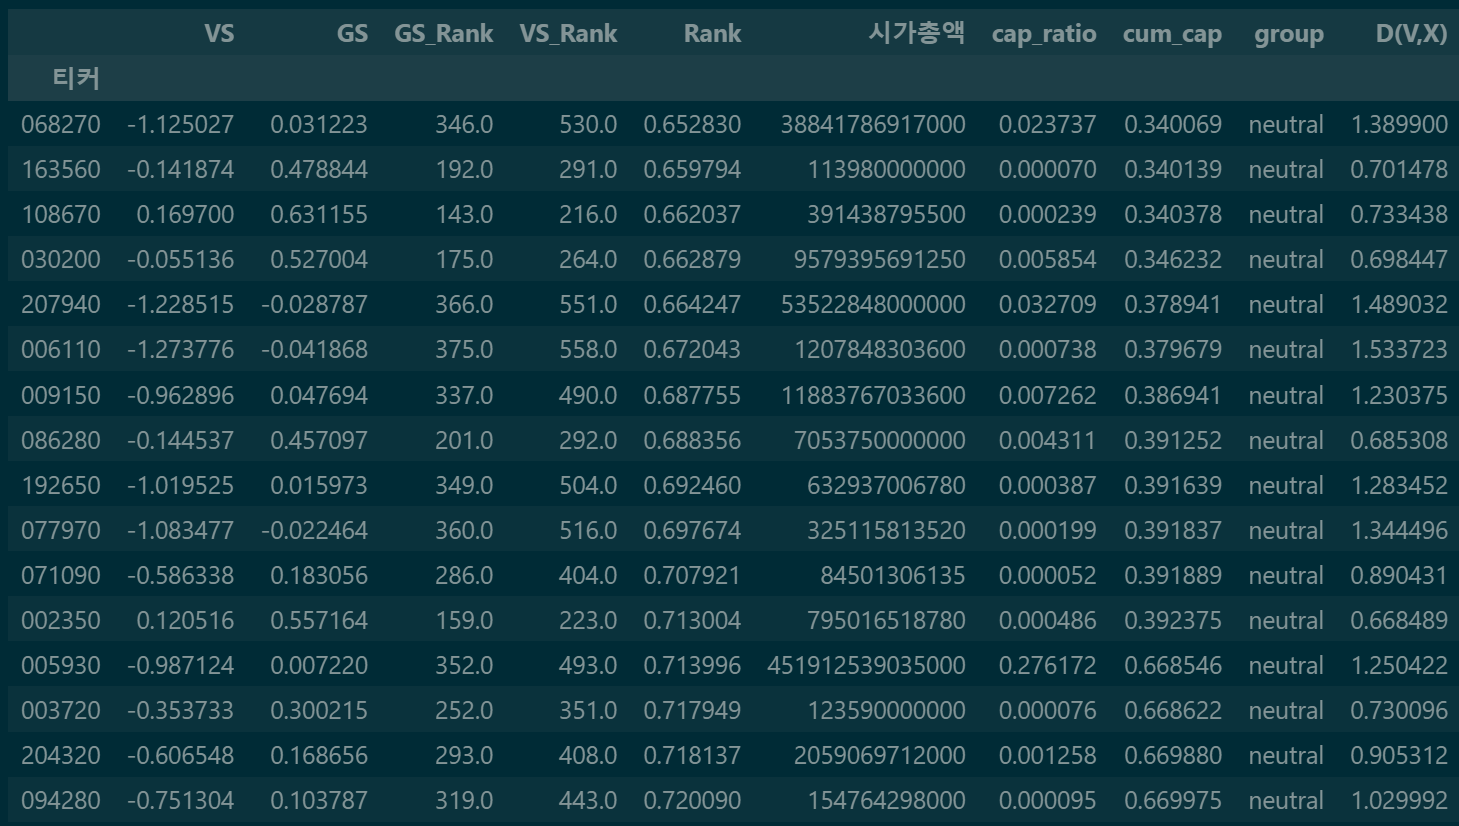 VS GS GS_Rank VS_Rank Rank 시가총액 cap_ratio cum_cap group D(V,X)
티커
068270 -1.125027 0.031223 346.0 530.0 0.652830 38841786917000 0.023737 0.340069 neutral 1.389900
163560 -0.141874 0.478844 192.0 291.0 0.659794 113980000000 0.000070 0.340139 neutral 0.701478
108670 0.169700 0.631155 143.0 216.0 0.662037 391438795500 0.000239 0.340378 neutral 0.733438
030200 -0.055136 0.527004 175.0 264.0 0.662879 9579395691250 0.005854 0.346232 neutral 0.698447
207940 -1.228515 -0.028787 366.0 551.0 0.664247 53522848000000 0.032709 0.378941 neutral 1.489032
006110 -1.273776 -0.041868 375.0 558.0 0.672043 1207848303600 0.000738 0.379679 neutral 1.533723
009150 -0.962896 0.047694 337.0 490.0 0.687755 11883767033600 0.007262 0.386941 neutral 1.230375
086280 -0.144537 0.457097 201.0 292.0 0.688356 7053750000000 0.004311 0.391252 neutral 0.685308
192650 -1.019525 0.015973 349.0 504.0 0.692460 632937006780 0.000387 0.391639 neutral 1.283452
077970 -1.083477 -0.022464 360.0 516.0 0.697674 325115813520 0.000199 0.391837 neutral 1.344496
071090 -0.586338 0.183056 286.0 404.0 0.707921 84501306135 0.000052 0.391889 neutral 0.890431
002350 0.120516 0.557164 159.0 223.0 0.713004 795016518780 0.000486 0.392375 neutral 0.668489
005930 -0.987124 0.007220 352.0 493.0 0.713996 451912539035000 0.276172 0.668546 neutral 1.250422
003720 -0.353733 0.300215 252.0 351.0 0.717949 123590000000 0.000076 0.668622 neutral 0.730096
204320 -0.606548 0.168656 293.0 408.0 0.718137 2059069712000 0.001258 0.669880 neutral 0.905312
094280 -0.751304 0.103787 319.0 443.0 0.720090 154764298000 0.000095 0.669975 neutral 1.029992